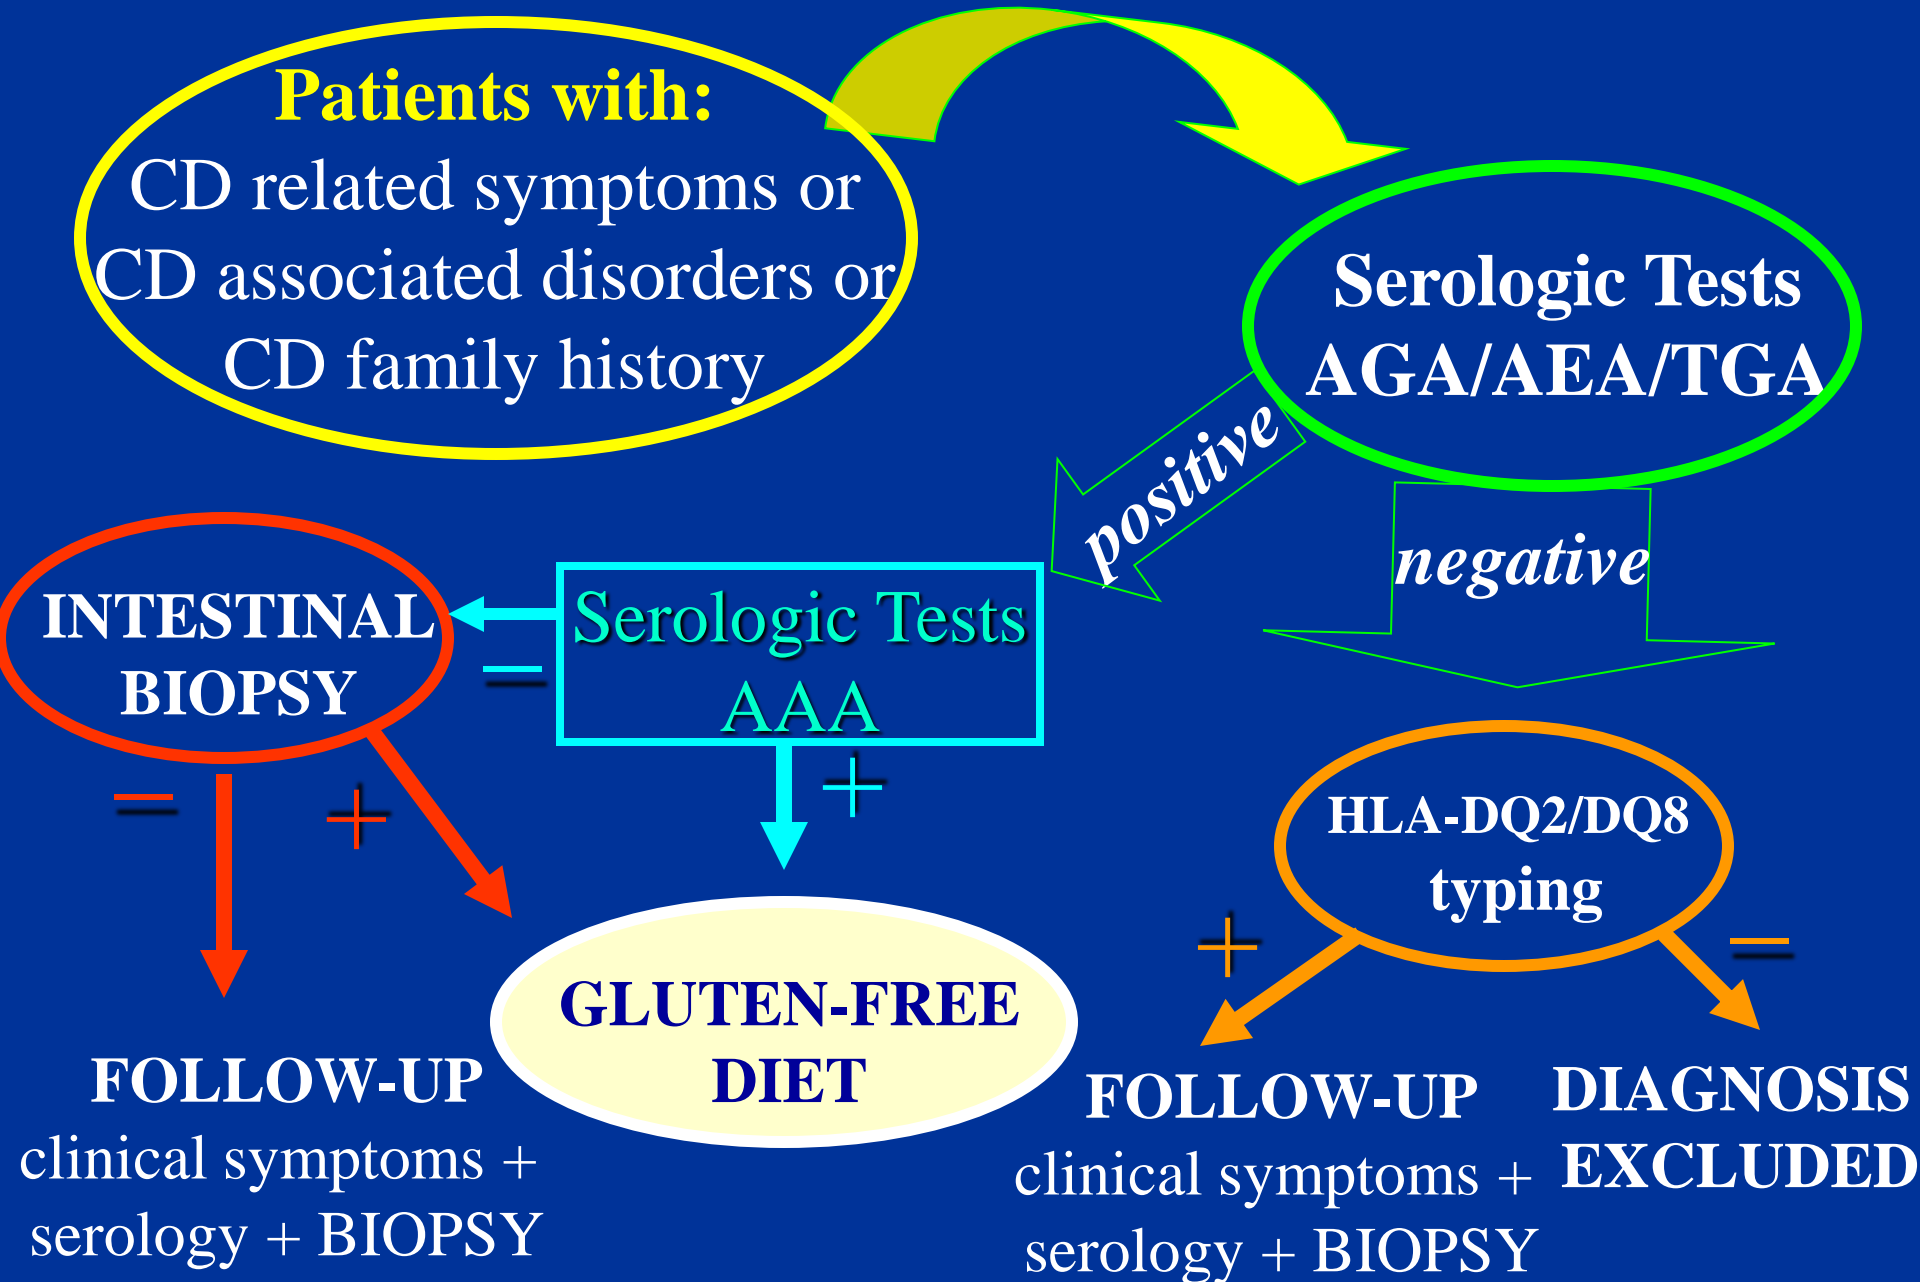 Patients with:
CD related symptoms or
CD associated disorders or
CD family history
Serologic Tests
AGA/AEA/TGA
positive
negative
INTESTINAL
BIOPSY
Serologic Tests
AAA
–
+
–
+
HLA-DQ2/DQ8
typing
+
–
GLUTEN-FREE
DIET
FOLLOW-UP
clinical symptoms +
serology + BIOPSY
FOLLOW-UP
clinical symptoms +
serology + BIOPSY
DIAGNOSIS
EXCLUDED